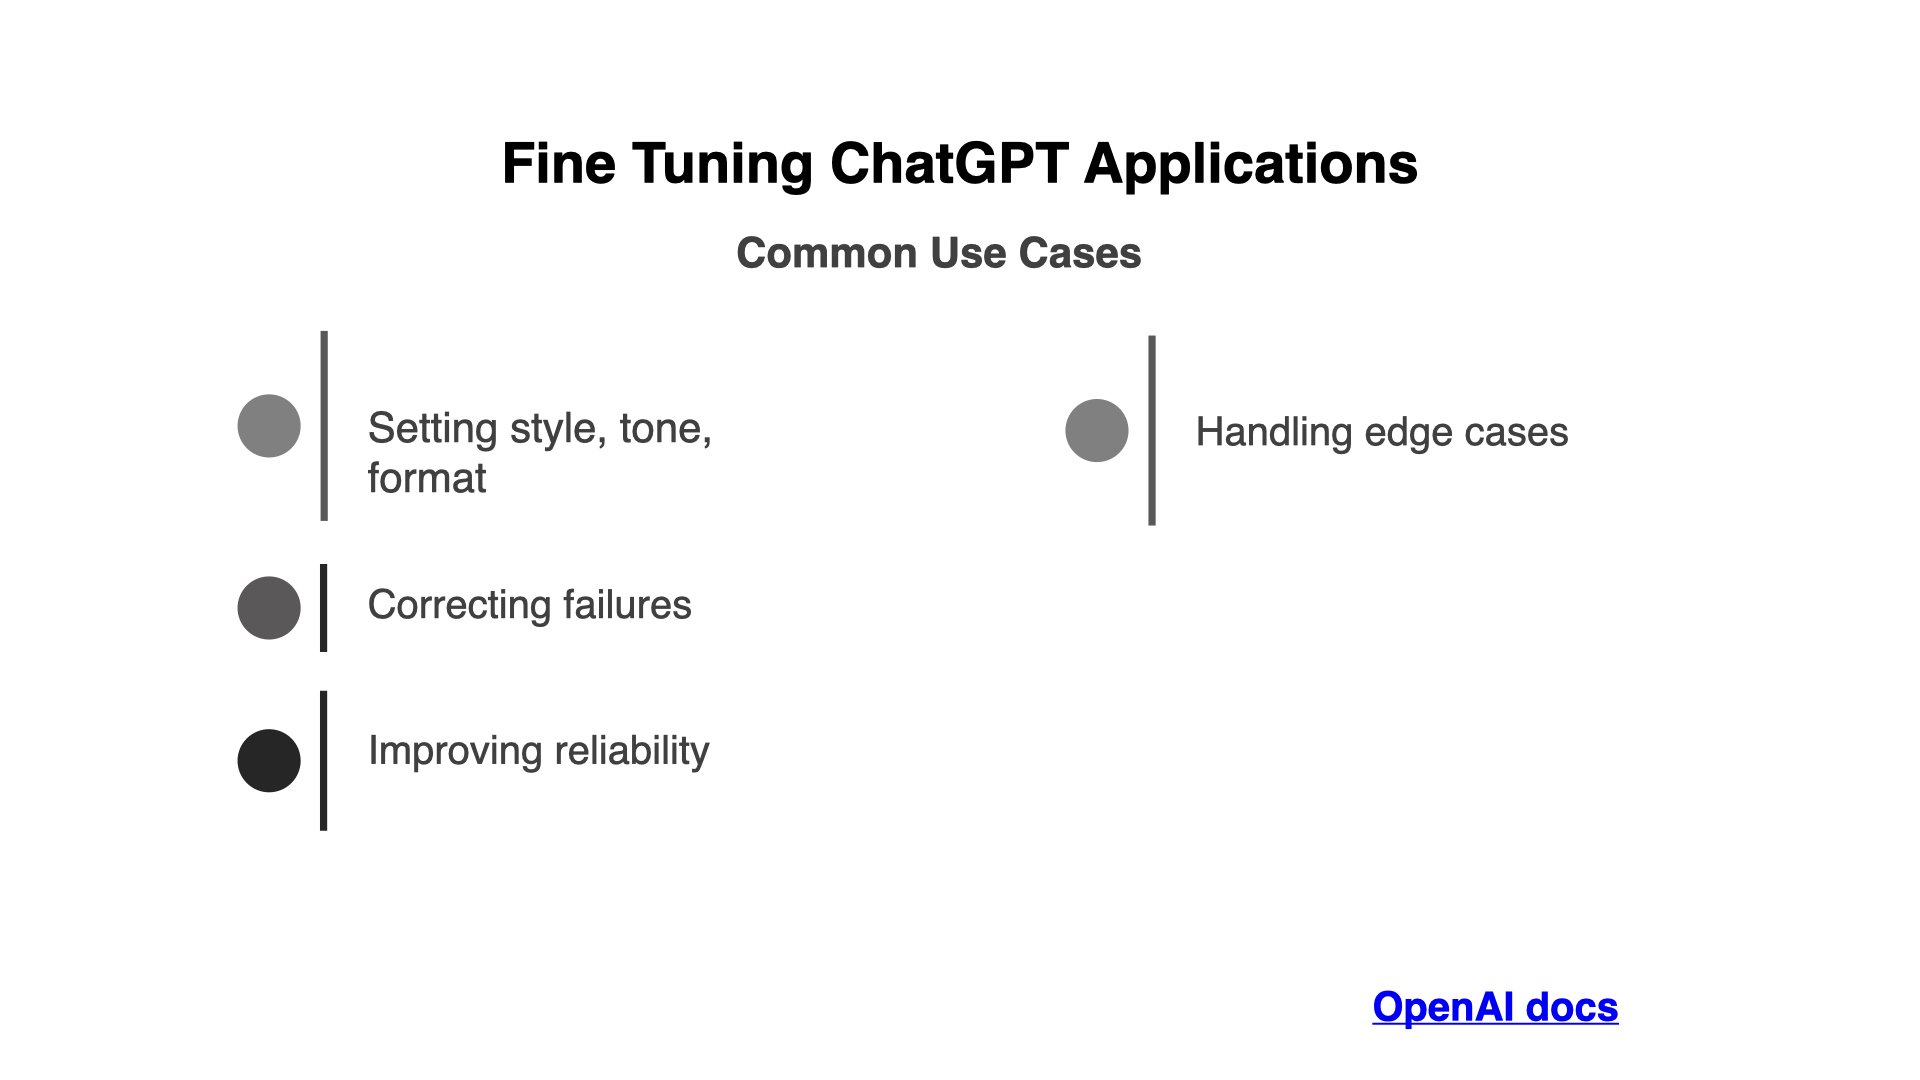 Fine Tuning ChatGPT Applications
Common Use Cases
Setting style, tone,
format
Correcting failures
Improving reliability
Handling edge cases
OpenAI docs